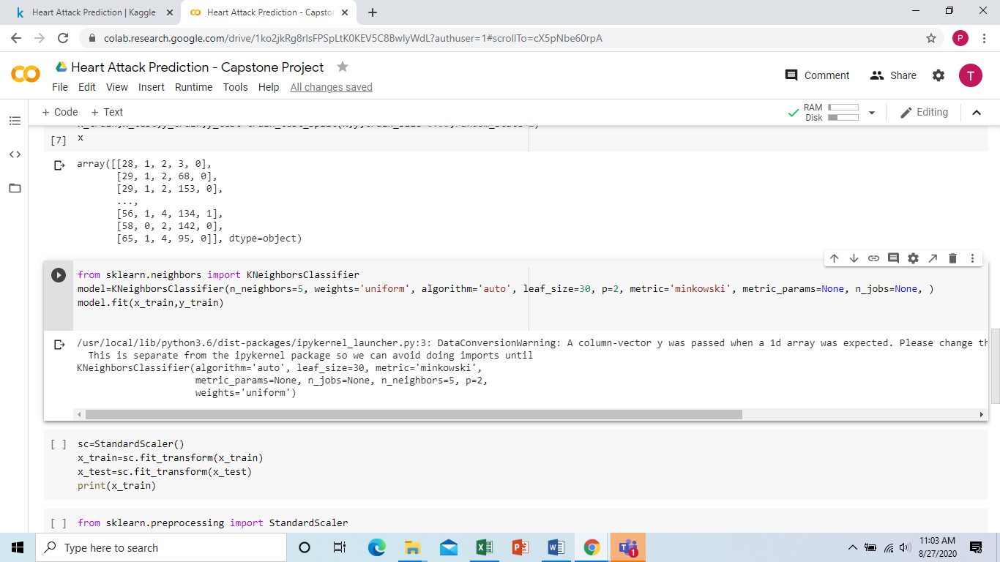 Heart Attack Prediction | Kaggle
Heart Attack Prediction - Capstor
colab.research.google.com/drive/1ko2jkRg8rlsFPSpLtK0KEV5C8BwlyWdL?authuser=1#scrollTo=cX5pNbe60rpA
P
Heart Attack Prediction - Capstone Project
Comment
Share
T
File Edit View Insert Runtime Tools Help All changes saved
+ Code + Text
RAM
Disk
Editing
[7] x
array([[28, 1, 2, 3, 0],
[29, 1, 2, 68, 0],
[29, 1, 2, 153, 0],
...,
[56, 1, 4, 134, 1],
[58, 0, 2, 142, 0],
[65, 1, 4, 95, 0]], dtype=object)
from sklearn.neighbors import KNeighborsClassifier
model=KNeighborsClassifier(n_neighbors=5, weights='uniform', algorithm='auto', leaf_size=30, p=2, metric='minkowski', metric_params=None, n_jobs=None, )
model.fit(x_train,y_train)
/usr/local/lib/python3.6/dist-packages/ipykernel_launcher.py:3: DataConversionWarning: A column-vector y was passed when a 1d array was expected. Please change th
This is separate from the ipykernel package so we can avoid doing imports until
KNeighborsClassifier(algorithm='auto', leaf_size=30, metric='minkowski',
metric_params=None, n_jobs=None, n_neighbors=5, p=2,
weights='uniform')
[ ] sc=StandardScaler()
x_train=sc.fit_transform(x_train)
x_test=sc.fit_transform(x_test)
print(x_train)
[ ] from sklearn.preprocessing import StandardScaler
Type here to search
1
11:03 AM
8/27/2020